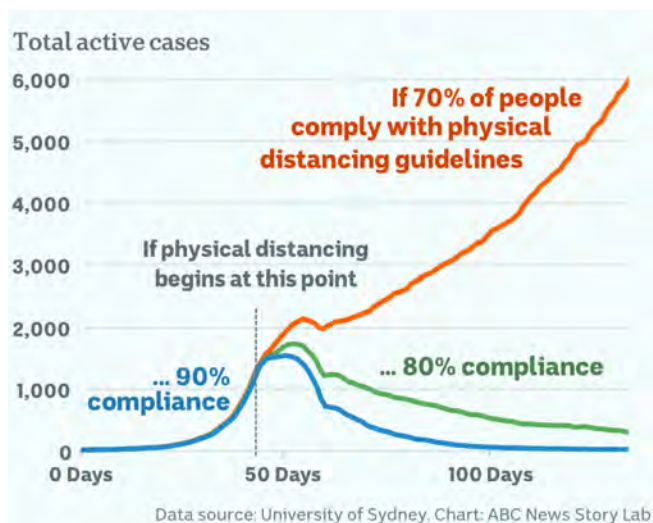 Total active cases
6,000
If 70% of people
comply with physical
distancing guidelines
5,000
4,000
If physical distancing
begins at this point
3,000
2,000
... 90%
compliance
... 80% compliance
1,000
0
0 Days
50 Days
100 Days
Data source: University of Sydney. Chart: ABC News Story Lab